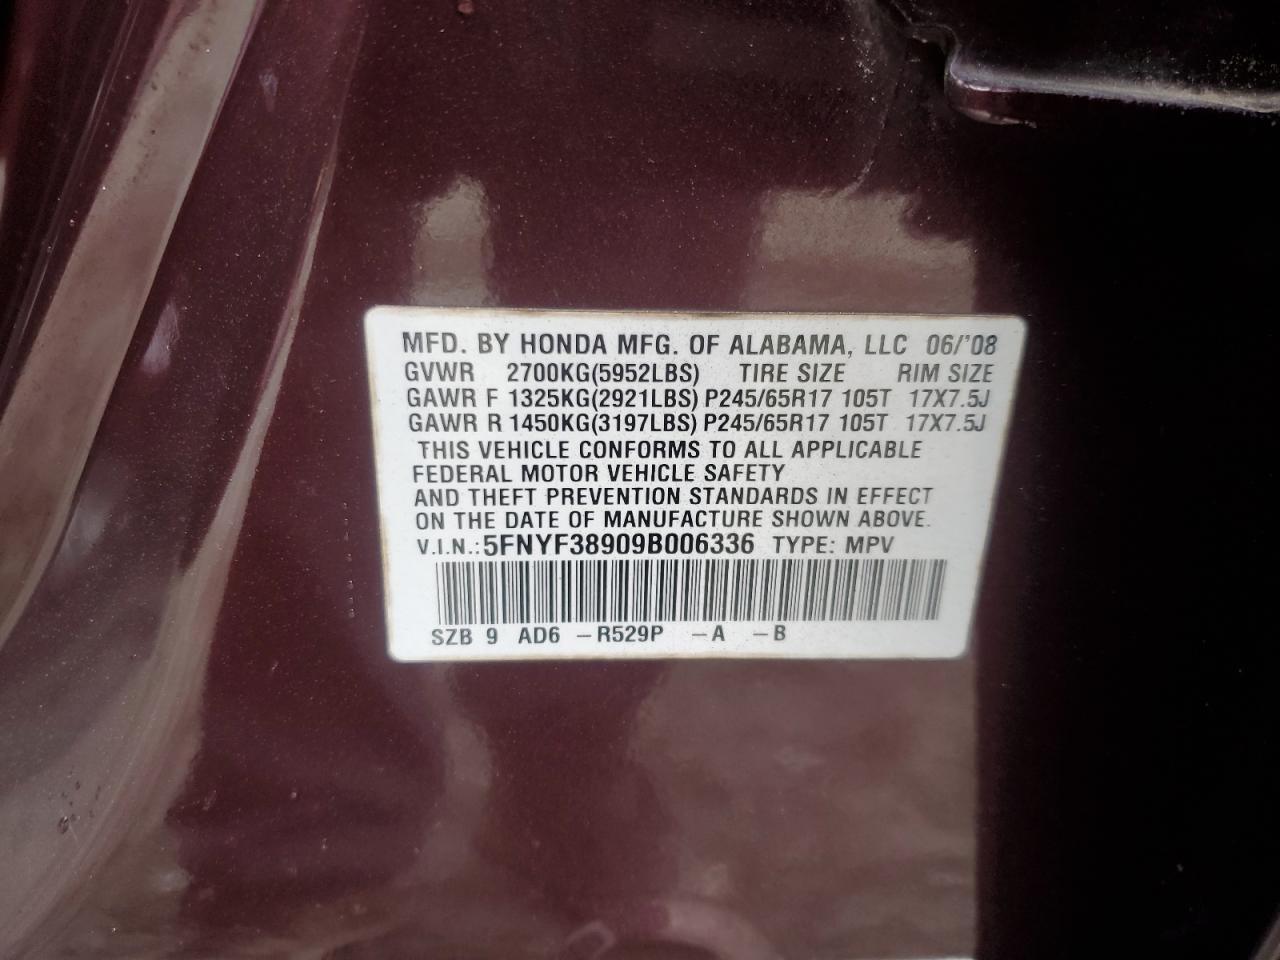 MFD. BY HONDA MFG. OF ALABAMA, LLC 06/'08
GVWR 2700KG(5952LBS) TIRE SIZE RIM SIZE
GAWR F 1325KG(2921LBS) P245/65R17 105T 17X7.5J
GAWR R 1450KG(3197LBS) P245/65R17 105T 17X7.5J
THIS VEHICLE CONFORMS TO ALL APPLICABLE
FEDERAL MOTOR VEHICLE SAFETY
AND THEFT PREVENTION STANDARDS IN EFFECT
ON THE DATE OF MANUFACTURE SHOWN ABOVE.
V.I.N.: 5FNYF38909B006336 TYPE: MPV
SZB 9 AD6 -R529P -A -B